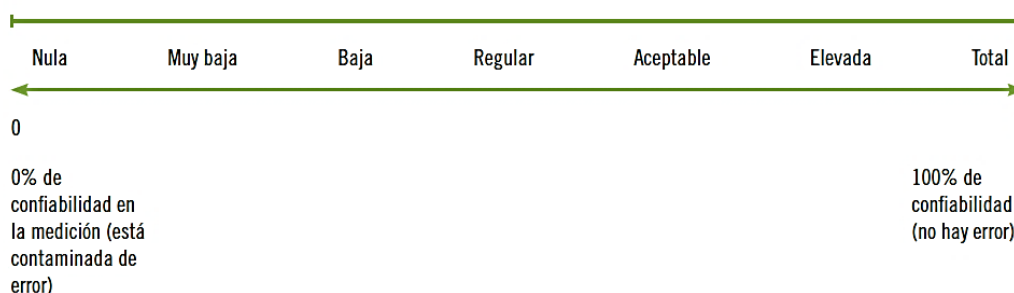 Nula Muy baja Baja Regular Aceptable Elevada Total
0
0% de
confiabilidad en
la medición (está
contaminada de
error)
100% de
confiabilidad
(no hay error)